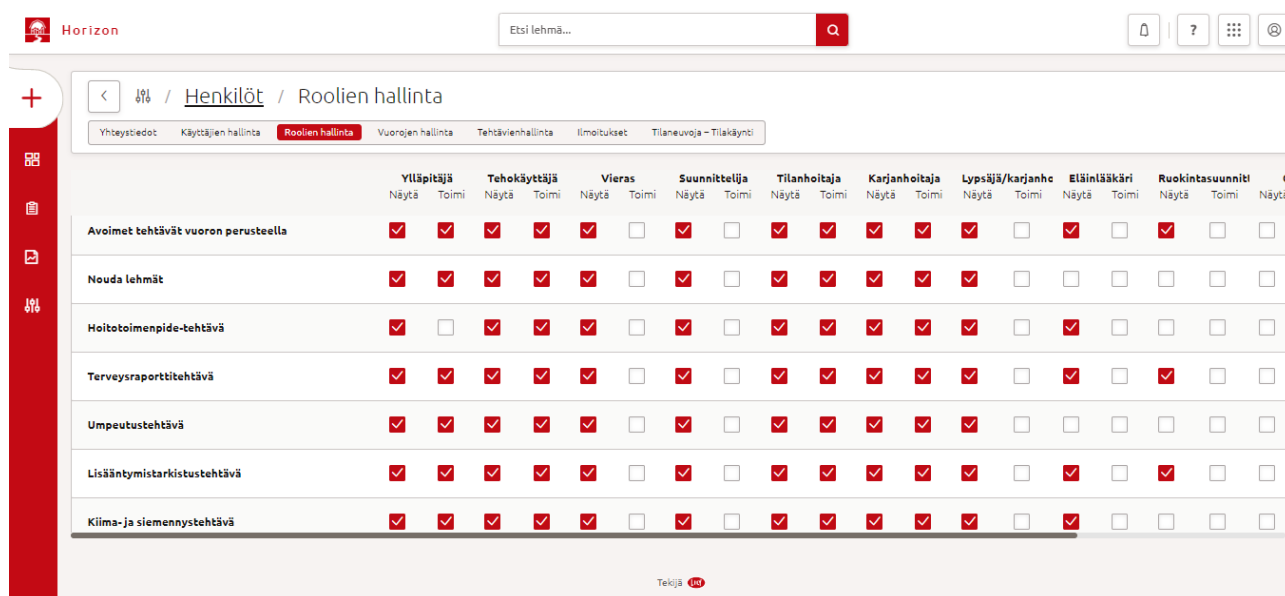 Horizon
Etsi lehmä...
?
/ Henkilöt / Roolien hallinta
Yhteystiedot Käyttäjien hallinta Roolien hallinta Vuorojen hallinta Tehtävienhallinta Ilmoitukset Tilaneuvoja – Tilakäynti
Ylläpitäjä Tehokäyttäjä Vieras Suunnittelija Tilanhoitaja Karjanhoitaja Lypsäjä/karjanho Eläinlääkäri Ruokintasuunnitl
Näytä Toimi Näytä Toimi Näytä Toimi Näytä Toimi Näytä Toimi Näytä Toimi Näytä Toimi Näytä Toimi Näytä Toimi Näytä
Avoimet tehtävät vuoron perusteella
Nouda lehmät
Hoitotoimenpide-tehtävä
Terveysraporttitehtävä
Umpeutustehtävä
Lisääntymistarkistustehtävä
Kiima- ja siemennystehtävä
Tekijä Lely